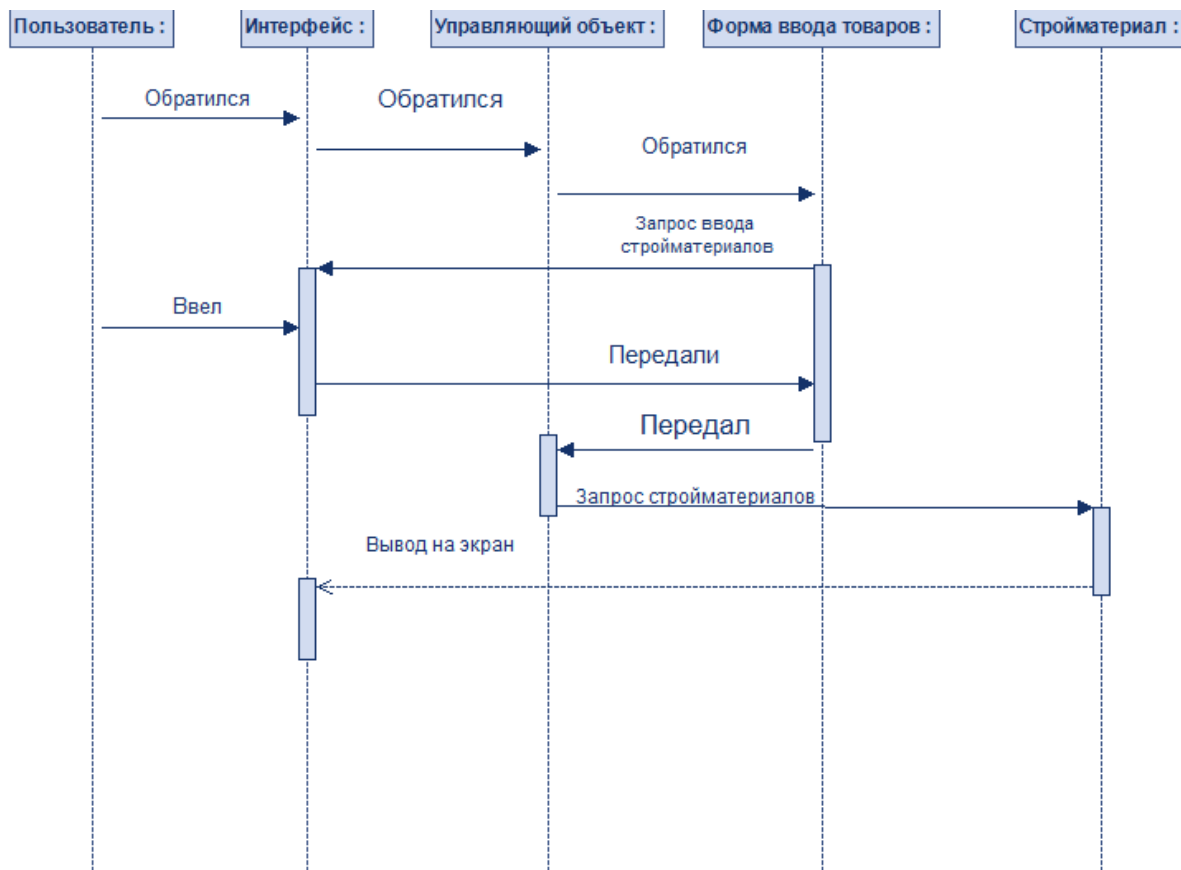 Пользователь :
Интерфейс :
Управляющий объект :
Форма ввода товаров :
Стройматериал :
Обратился
Обратился
Обратился
Запрос ввода
стройматериалов
Ввел
Передали
Передал
Запрос стройматериалов
Вывод на экран